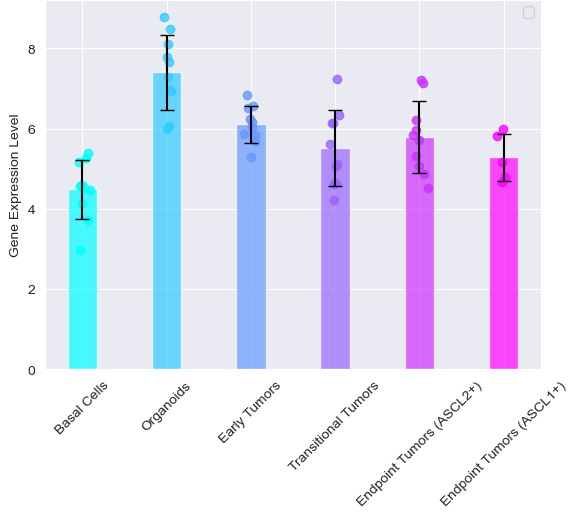 Gene Expression Level
8
6
4
2
0
Basal Cells
Organoids
Early Tumors
Transitional Tumors
Endpoint Tumors (ASCL2+)
Endpoint Tumors (ASCL1+)